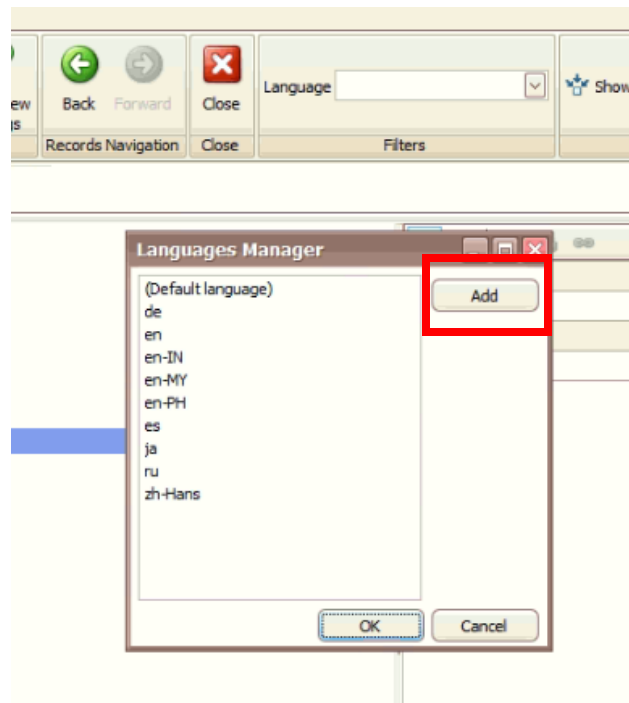 Back Forward Close Language Show
Records Navigation Close Filters
Languages Manager
(Default language)
de
en
en-IN
en-MY
en-PH
es
ja
ru
zh-Hans
Add
OK Cancel